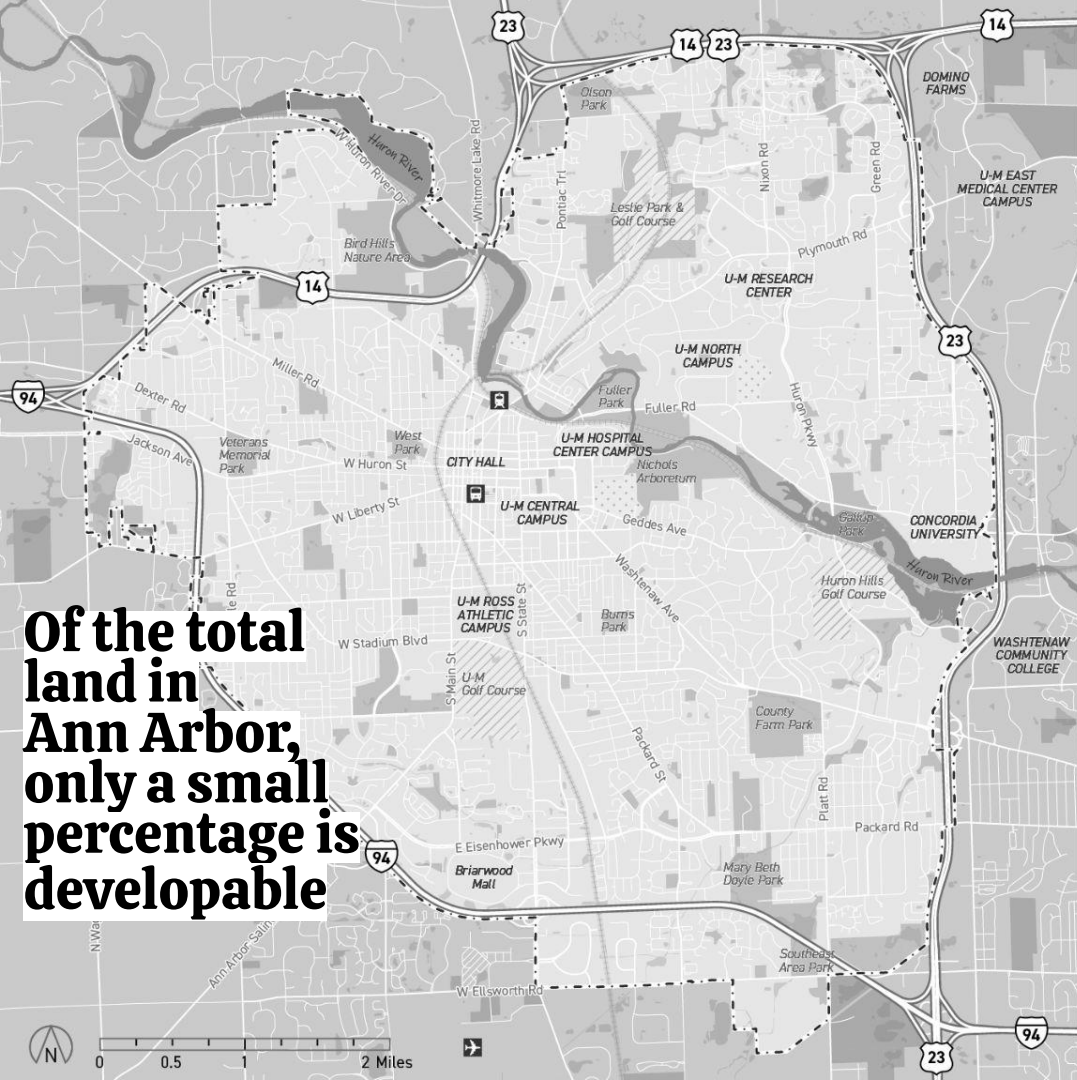 23
14
14
23
DOMINO
FARMS
Olson
Park
Huron River
W Huron River Dr
Whitmore Lake Rd
Pontiac Trl
Nixon Rd
Green Rd
U-M EAST
MEDICAL CENTER
CAMPUS
Leslie Park &
Golf Course
Plymouth Rd
Bird Hills
Nature Area
14
U-M RESEARCH
CENTER
23
U-M NORTH
CAMPUS
Miller Rd
94
Dexter Rd
Fuller
Park
Fuller Rd
Huron Pkwy
Jackson Ave
Veterans
Memorial
Park
West
Park
W Huron St
CITY HALL
U-M HOSPITAL
CENTER CAMPUS
Nichols
Arboretum
W Liberty St
U-M CENTRAL
CAMPUS
Geddes Ave
Gallup
Park
CONCORDIA
UNIVERSITY
Huron River
Washtenaw Ave
Huron Hills
Golf Course
le Rd
U-M ROSS
ATHLETIC
CAMPUS
S State St
Burns
Park
W Stadium Blvd
WASHTENAW
COMMUNITY
COLLEGE
S Main St
U-M
Golf Course
Of the total
land in
Ann Arbor,
only a small
percentage is
developable
County
Farm Park
Packard St
Platt Rd
Packard Rd
94
E Eisenhower Pkwy
Briarwood
Mall
Mary Beth
Doyle Park
N Wa
Ann Arbor Salin
Southeast
Area Park
W Ellsworth Rd
N
0 0.5 1 2 Miles
94
23